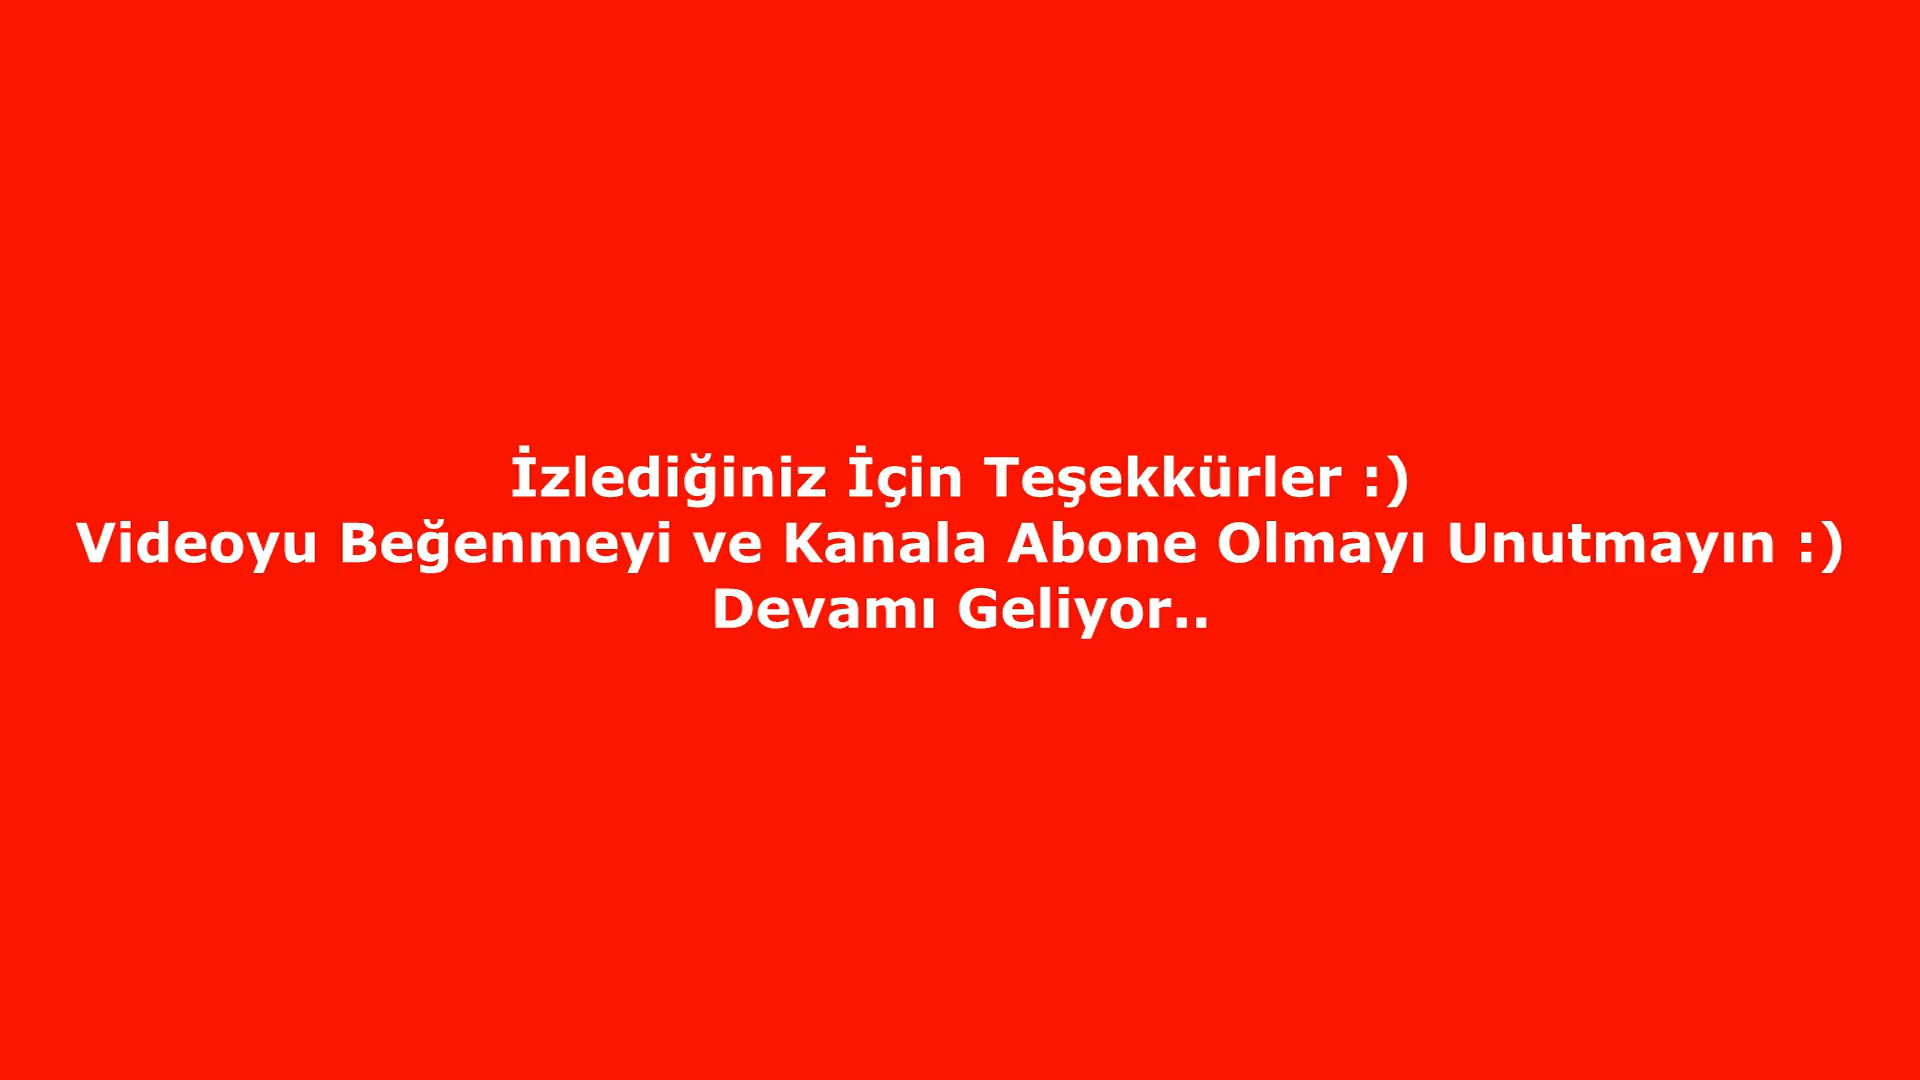 İzlediğiniz İçin Teşekkürler :)
Videoyu Beğenmeyi ve Kanala Abone Olmayı Unutmayın :)
Devamı Geliyor..